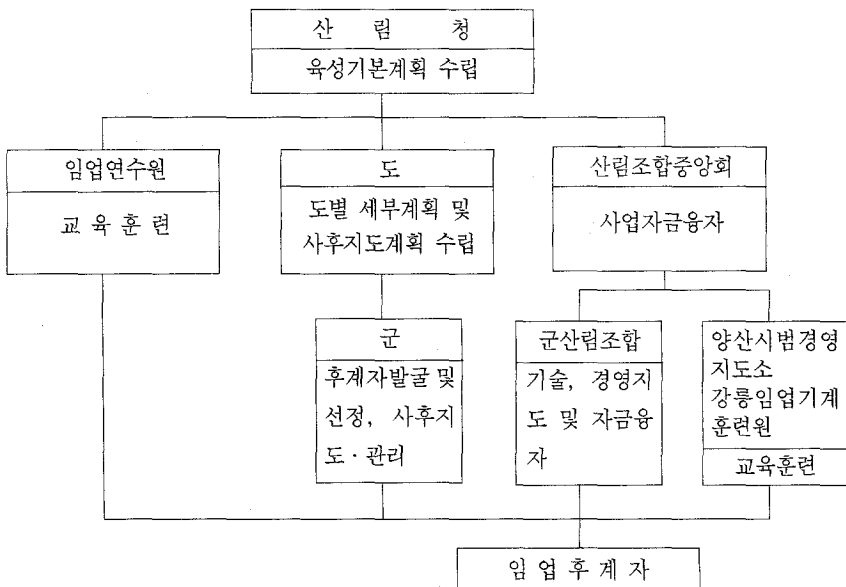 산 림 청
육성기본계획 수립
임업연수원
교 육 훈 련
도
도별 세부계획 및
사후지도계획 수립
산림조합중앙회
사업자금융자
군
후계자발굴 및
선정, 사후지
도·관리
군산림조합
기술, 경영지
도 및 자금융
자
양산시범경영
지도소
강릉임업기계
훈련원
교육훈련
임 업 후 계 자